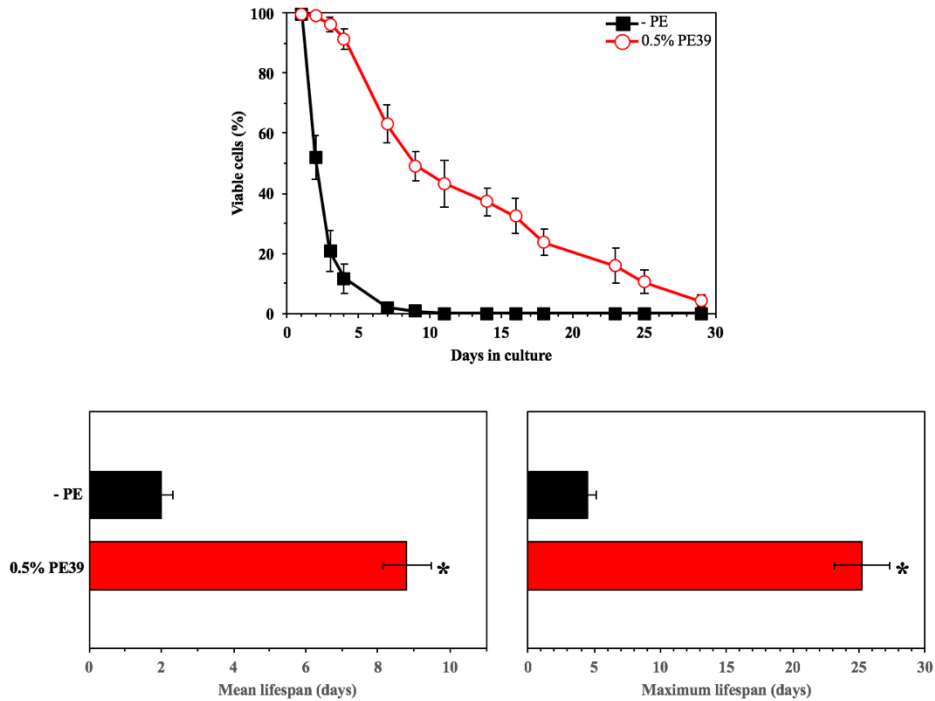 100
80
60
40
20
0
Viable cells (%)
- PE
0.5% PE39
0 5 10 15 20 25 30
Days in culture
- PE
0.5% PE39
*
0 2 4 6 8 10
Mean lifespan (days)
*
0 5 10 15 20 25 30
Maximum lifespan (days)